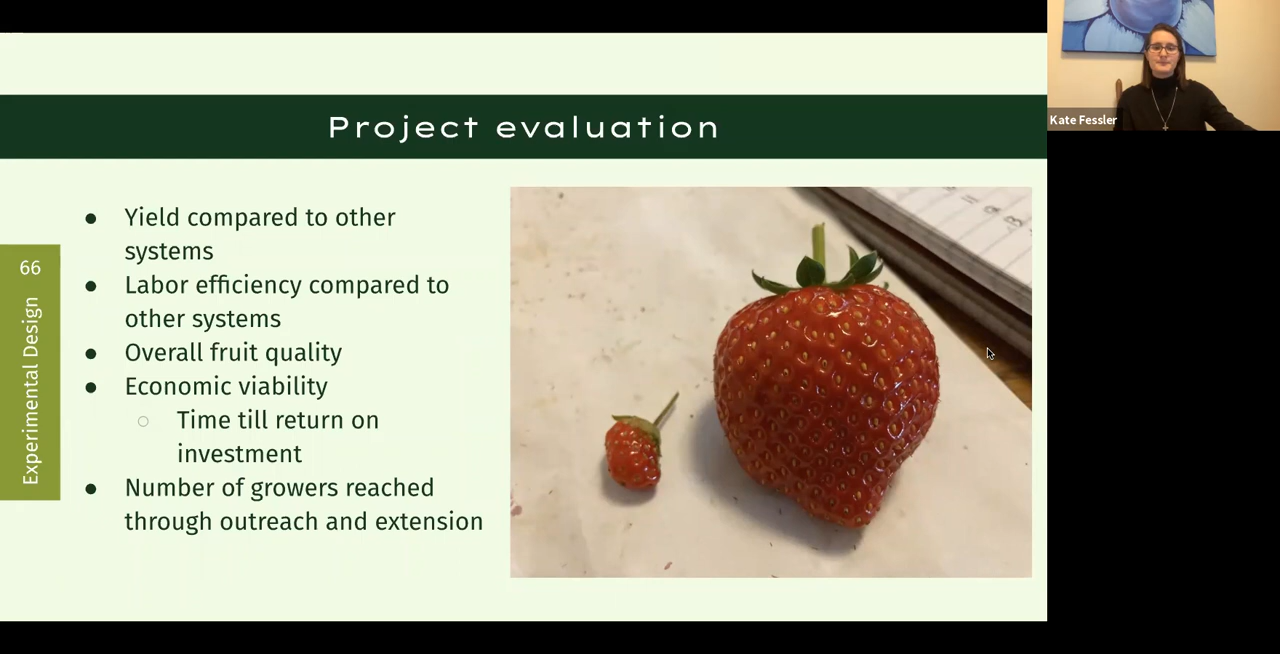 Project evaluation
● Yield compared to other
systems
● Labor efficiency compared to
other systems
● Overall fruit quality
● Economic viability
○ Time till return on
investment
● Number of growers reached
through outreach and extension
66
Experimental Design
Kate Fessler